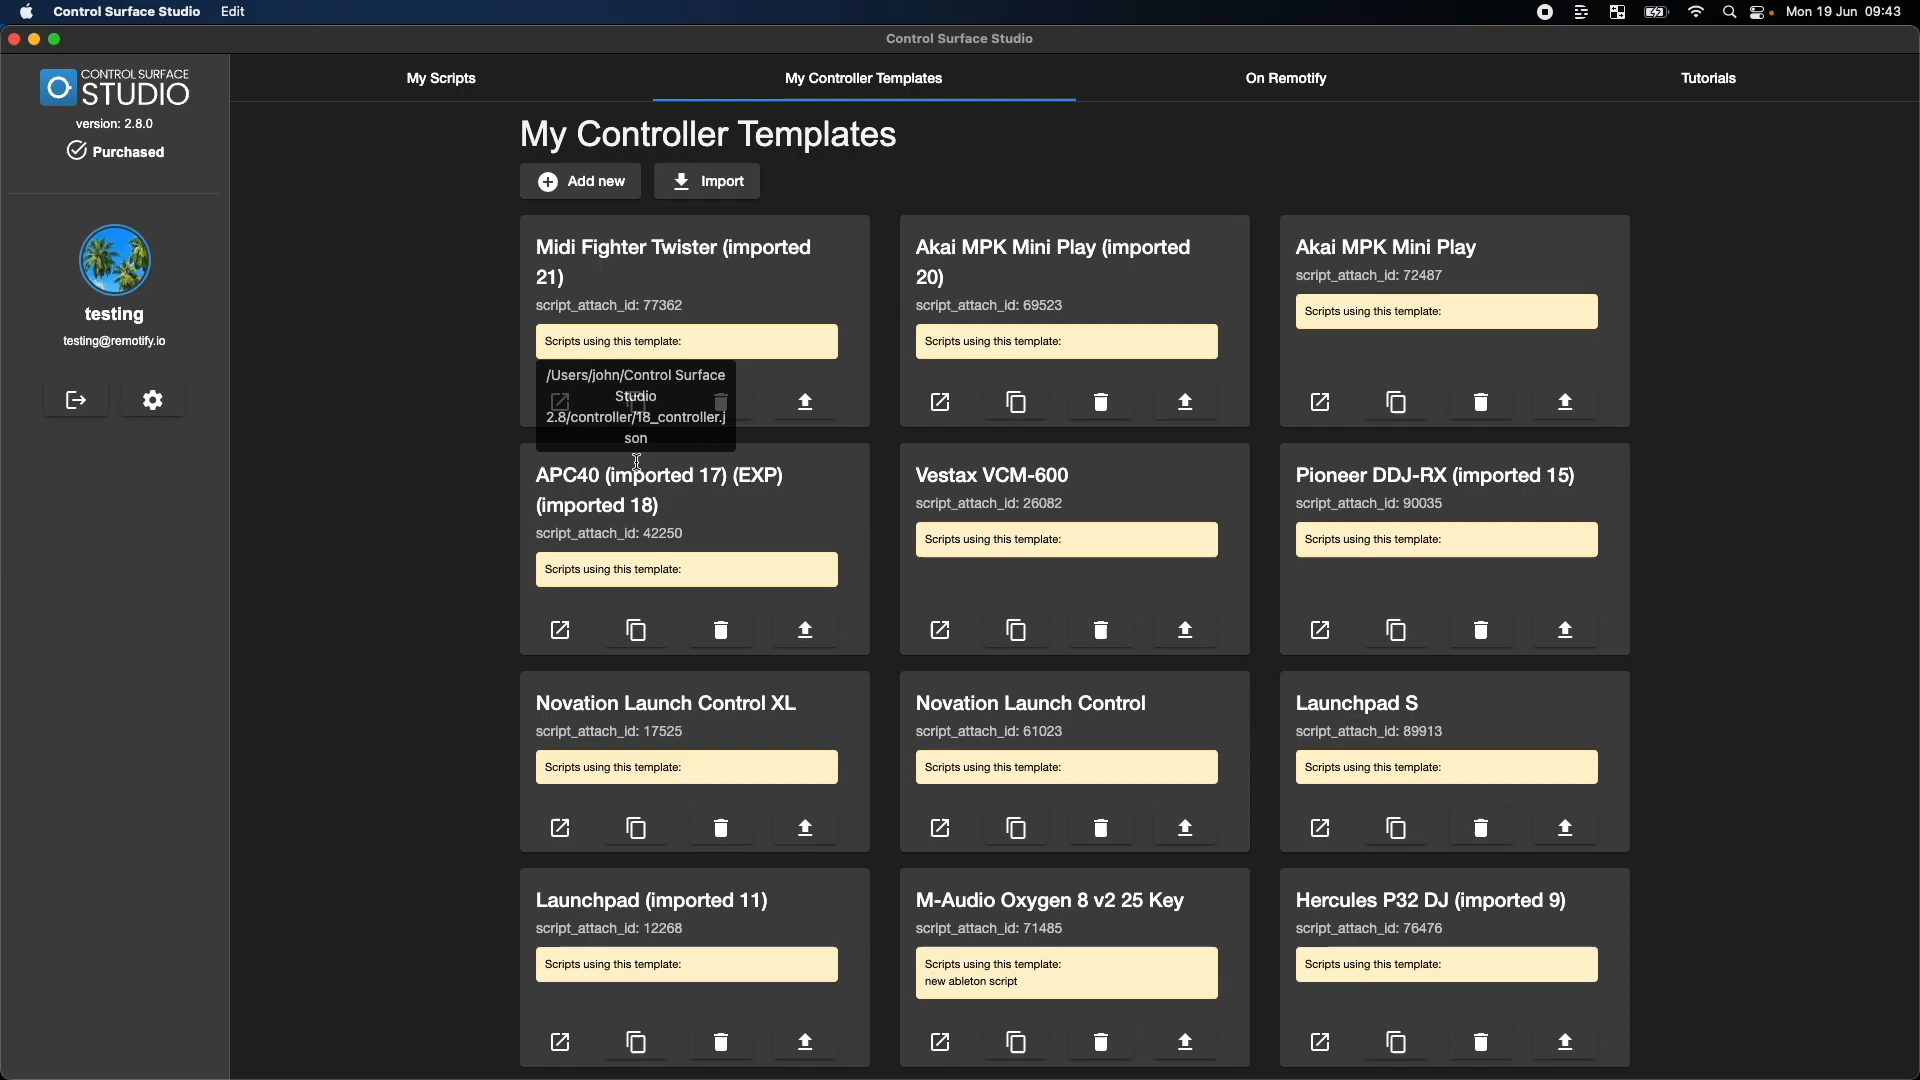 Control Surface Studio Edit Mon 19 Jun 09:43
Control Surface Studio
CONTROL SURFACE
STUDIO
version: 2.8.0
Purchased
testing
testing@remotify.io
My Scripts My Controller Templates On Remotify Tutorials
My Controller Templates
Add new Import
Midi Fighter Twister (imported
21)
script_attach_id: 77362
Scripts using this template:
/Users/john/Control Surface
Studio
2.8/controller/18_controller.j
son
Akai MPK Mini Play (imported
20)
script_attach_id: 69523
Scripts using this template:
Akai MPK Mini Play
script_attach_id: 72487
Scripts using this template:
APC40 (imported 17) (EXP)
(imported 18)
script_attach_id: 42250
Scripts using this template:
Vestax VCM-600
script_attach_id: 26082
Scripts using this template:
Pioneer DDJ-RX (imported 15)
script_attach_id: 90035
Scripts using this template:
Novation Launch Control XL
script_attach_id: 17525
Scripts using this template:
Novation Launch Control
script_attach_id: 61023
Scripts using this template:
Launchpad S
script_attach_id: 89913
Scripts using this template:
Launchpad (imported 11)
script_attach_id: 12268
Scripts using this template:
M-Audio Oxygen 8 v2 25 Key
script_attach_id: 71485
Scripts using this template:
new ableton script
Hercules P32 DJ (imported 9)
script_attach_id: 76476
Scripts using this template: